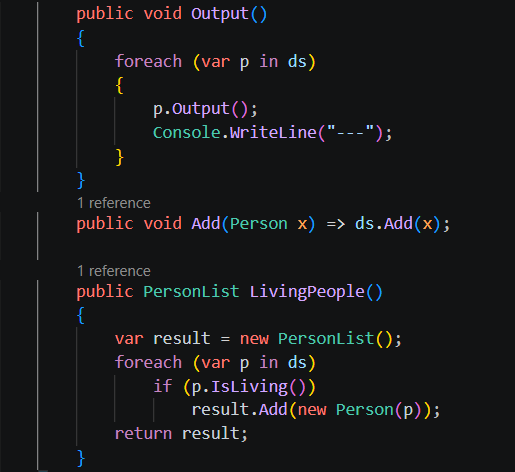 public void Output()
{
foreach (var p in ds)
{
p.Output();
Console.WriteLine("---");
}
}
1 reference
public void Add(Person x) => ds.Add(x);
1 reference
public PersonList LivingPeople()
{
var result = new PersonList();
foreach (var p in ds)
if (p.IsLiving())
result.Add(new Person(p));
return result;
}